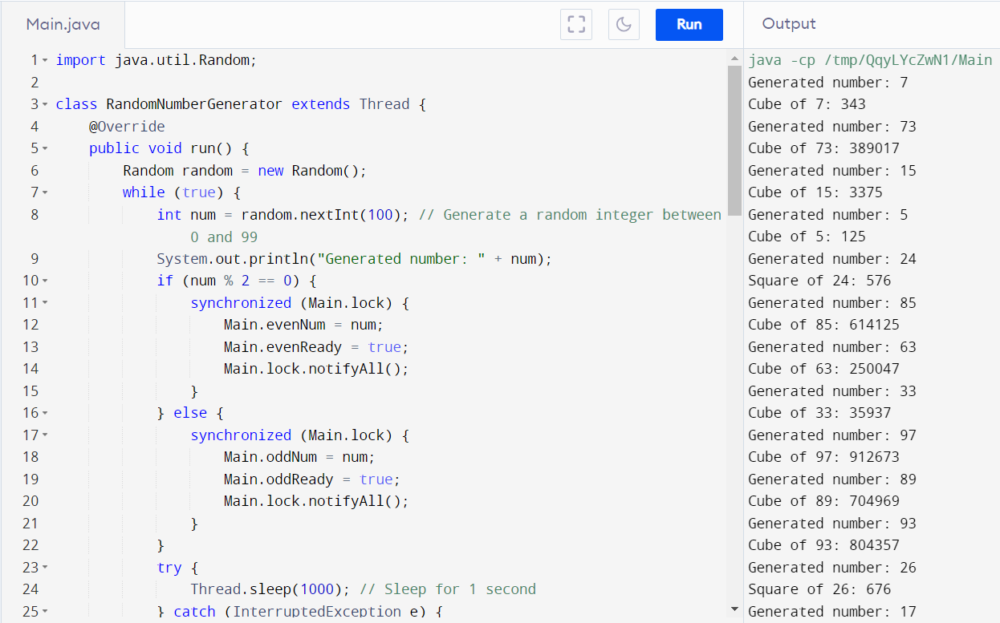 Main.java
Run
Output
1 import java.util.Random;
2
3 class RandomNumberGenerator extends Thread {
4 @Override
5 public void run() {
6 Random random = new Random();
7 while (true) {
8 int num = random.nextInt(100); // Generate a random integer between
0 and 99
9 System.out.println("Generated number: " + num);
10 if (num % 2 == 0) {
11 synchronized (Main.lock) {
12 Main.evenNum = num;
13 Main.evenReady = true;
14 Main.lock.notifyAll();
15 }
16 } else {
17 synchronized (Main.lock) {
18 Main.oddNum = num;
19 Main.oddReady = true;
20 Main.lock.notifyAll();
21 }
22 }
23 try {
24 Thread.sleep(1000); // Sleep for 1 second
25 } catch (InterruptedException e) {
java -cp /tmp/QqyLYcZwN1/Main
Generated number: 7
Cube of 7: 343
Generated number: 73
Cube of 73: 389017
Generated number: 15
Cube of 15: 3375
Generated number: 5
Cube of 5: 125
Generated number: 24
Square of 24: 576
Generated number: 85
Cube of 85: 614125
Generated number: 63
Cube of 63: 250047
Generated number: 33
Cube of 33: 35937
Generated number: 97
Cube of 97: 912673
Generated number: 89
Cube of 89: 704969
Generated number: 93
Cube of 93: 804357
Generated number: 26
Square of 26: 676
Generated number: 17